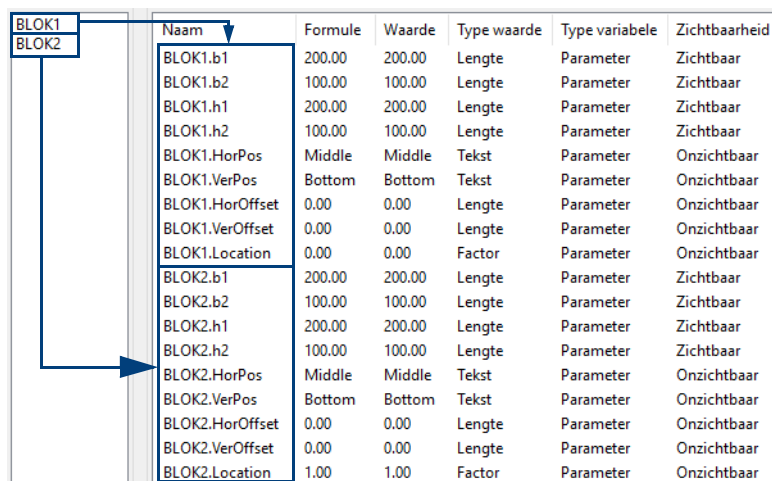 BLOK1
BLOK2
Naam Formule Waarde Type waarde Type variabele Zichtbaarheid
BLOK1.b1 200.00 200.00 Lengte Parameter Zichtbaar
BLOK1.b2 100.00 100.00 Lengte Parameter Zichtbaar
BLOK1.h1 200.00 200.00 Lengte Parameter Zichtbaar
BLOK1.h2 100.00 100.00 Lengte Parameter Zichtbaar
BLOK1.HorPos Middle Middle Tekst Parameter Onzichtbaar
BLOK1.VerPos Bottom Bottom Tekst Parameter Onzichtbaar
BLOK1.HorOffset 0.00 0.00 Lengte Parameter Onzichtbaar
BLOK1.VerOffset 0.00 0.00 Lengte Parameter Onzichtbaar
BLOK1.Location 0.00 0.00 Factor Parameter Onzichtbaar
BLOK2.b1 200.00 200.00 Lengte Parameter Zichtbaar
BLOK2.b2 100.00 100.00 Lengte Parameter Zichtbaar
BLOK2.h1 200.00 200.00 Lengte Parameter Zichtbaar
BLOK2.h2 100.00 100.00 Lengte Parameter Zichtbaar
BLOK2.HorPos Middle Middle Tekst Parameter Onzichtbaar
BLOK2.VerPos Bottom Bottom Tekst Parameter Onzichtbaar
BLOK2.HorOffset 0.00 0.00 Lengte Parameter Onzichtbaar
BLOK2.VerOffset 0.00 0.00 Lengte Parameter Onzichtbaar
BLOK2.Location 1.00 1.00 Factor Parameter Onzichtbaar